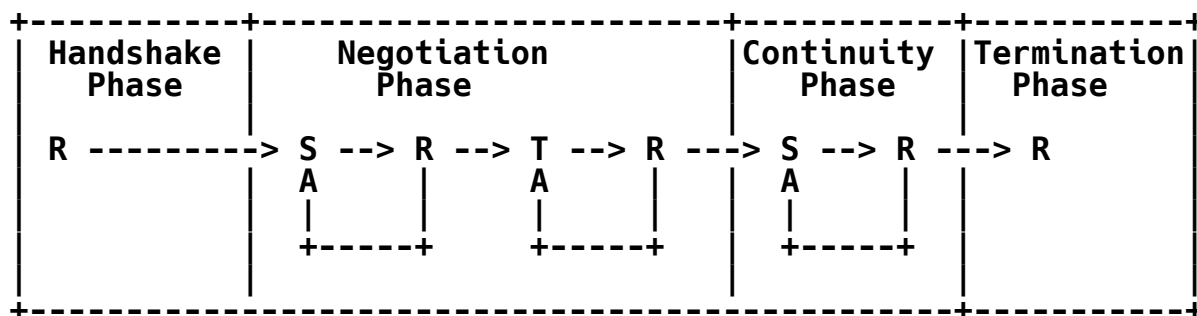 Handshake Negotiation Continuity Termination
Phase Phase Phase Phase
R ---------> S --> R --> T --> R ---> S --> R ---> R
A A A